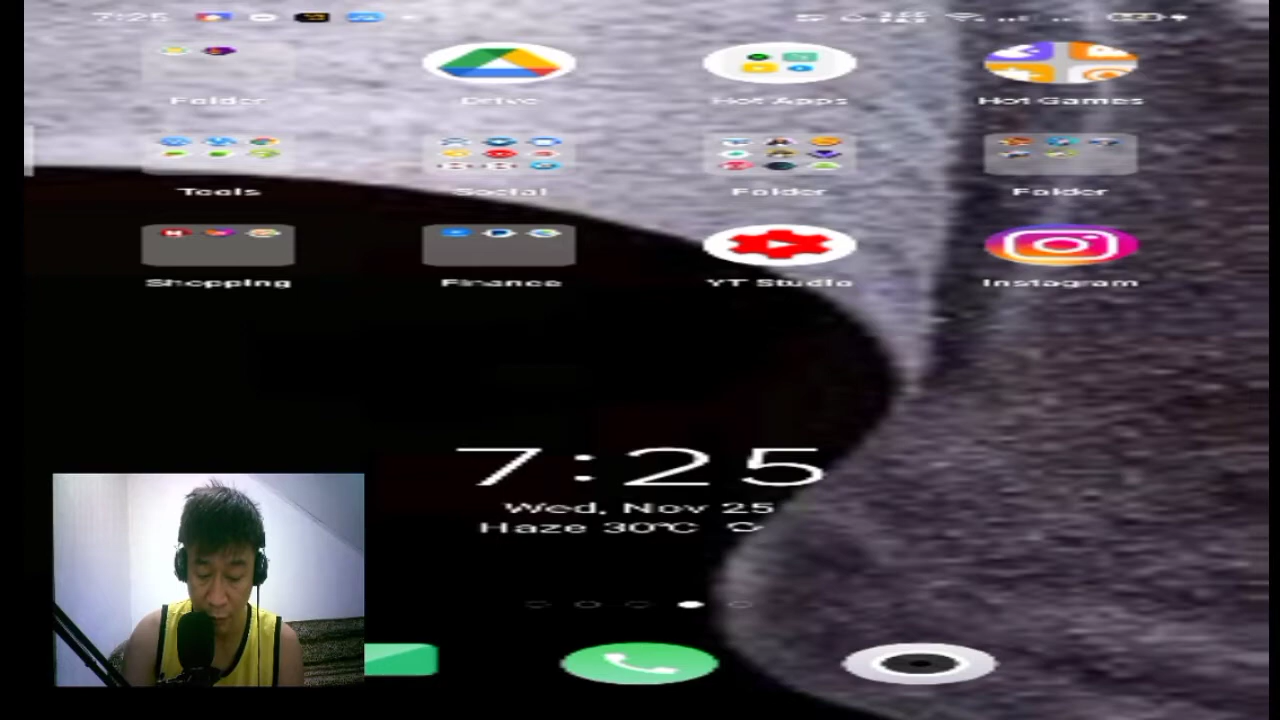 7:25
Folder
Drive
Hot Apps
Hot Games
Tools
Social
Folder
Folder
Shopping
Finance
YT Studio
Instagram
7:25
Wed, Nov 25
Haze 30°C